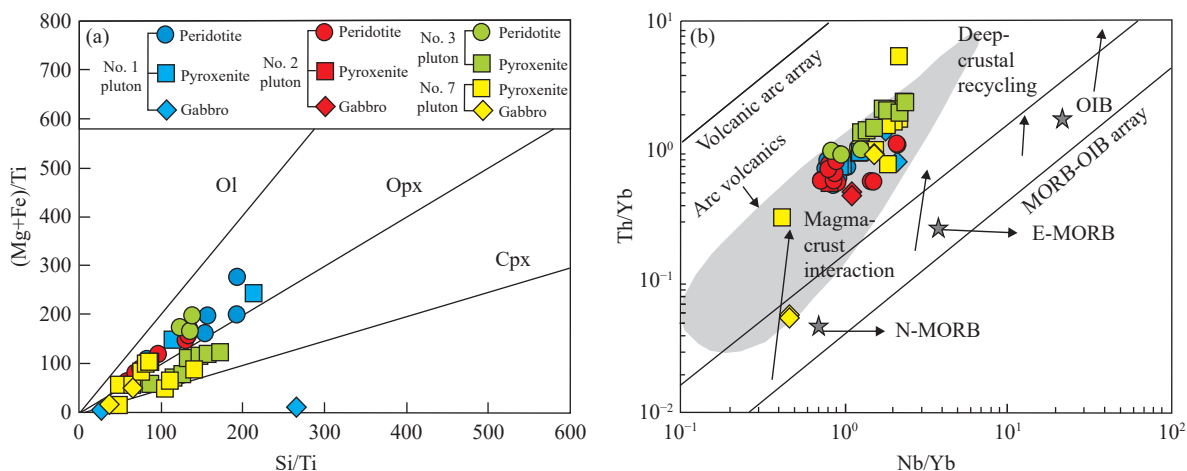 (a)
Peridotite
No. 1
pluton
Pyroxenite
Gabbro
Peridotite
No. 2
pluton
Pyroxenite
Gabbro
No. 3
pluton
Peridotite
Pyroxenite
No. 7
pluton
Pyroxenite
Gabbro
800
700
600
580
500
400
300
200
100
0
(Mg+Fe)/Ti
Ol
Opx
Cpx
0
100
200
300
400
500
600
Si/Ti
(b)
10¹
10⁰
10⁻¹
10⁻²
Th/Yb
Volcanic arc array
Deep-
crustal
recycling
OIB
MORB-OIB array
Arc volcanics
Magma-
crust
interaction
E-MORB
N-MORB
10⁻¹
10⁰
10¹
10²
Nb/Yb